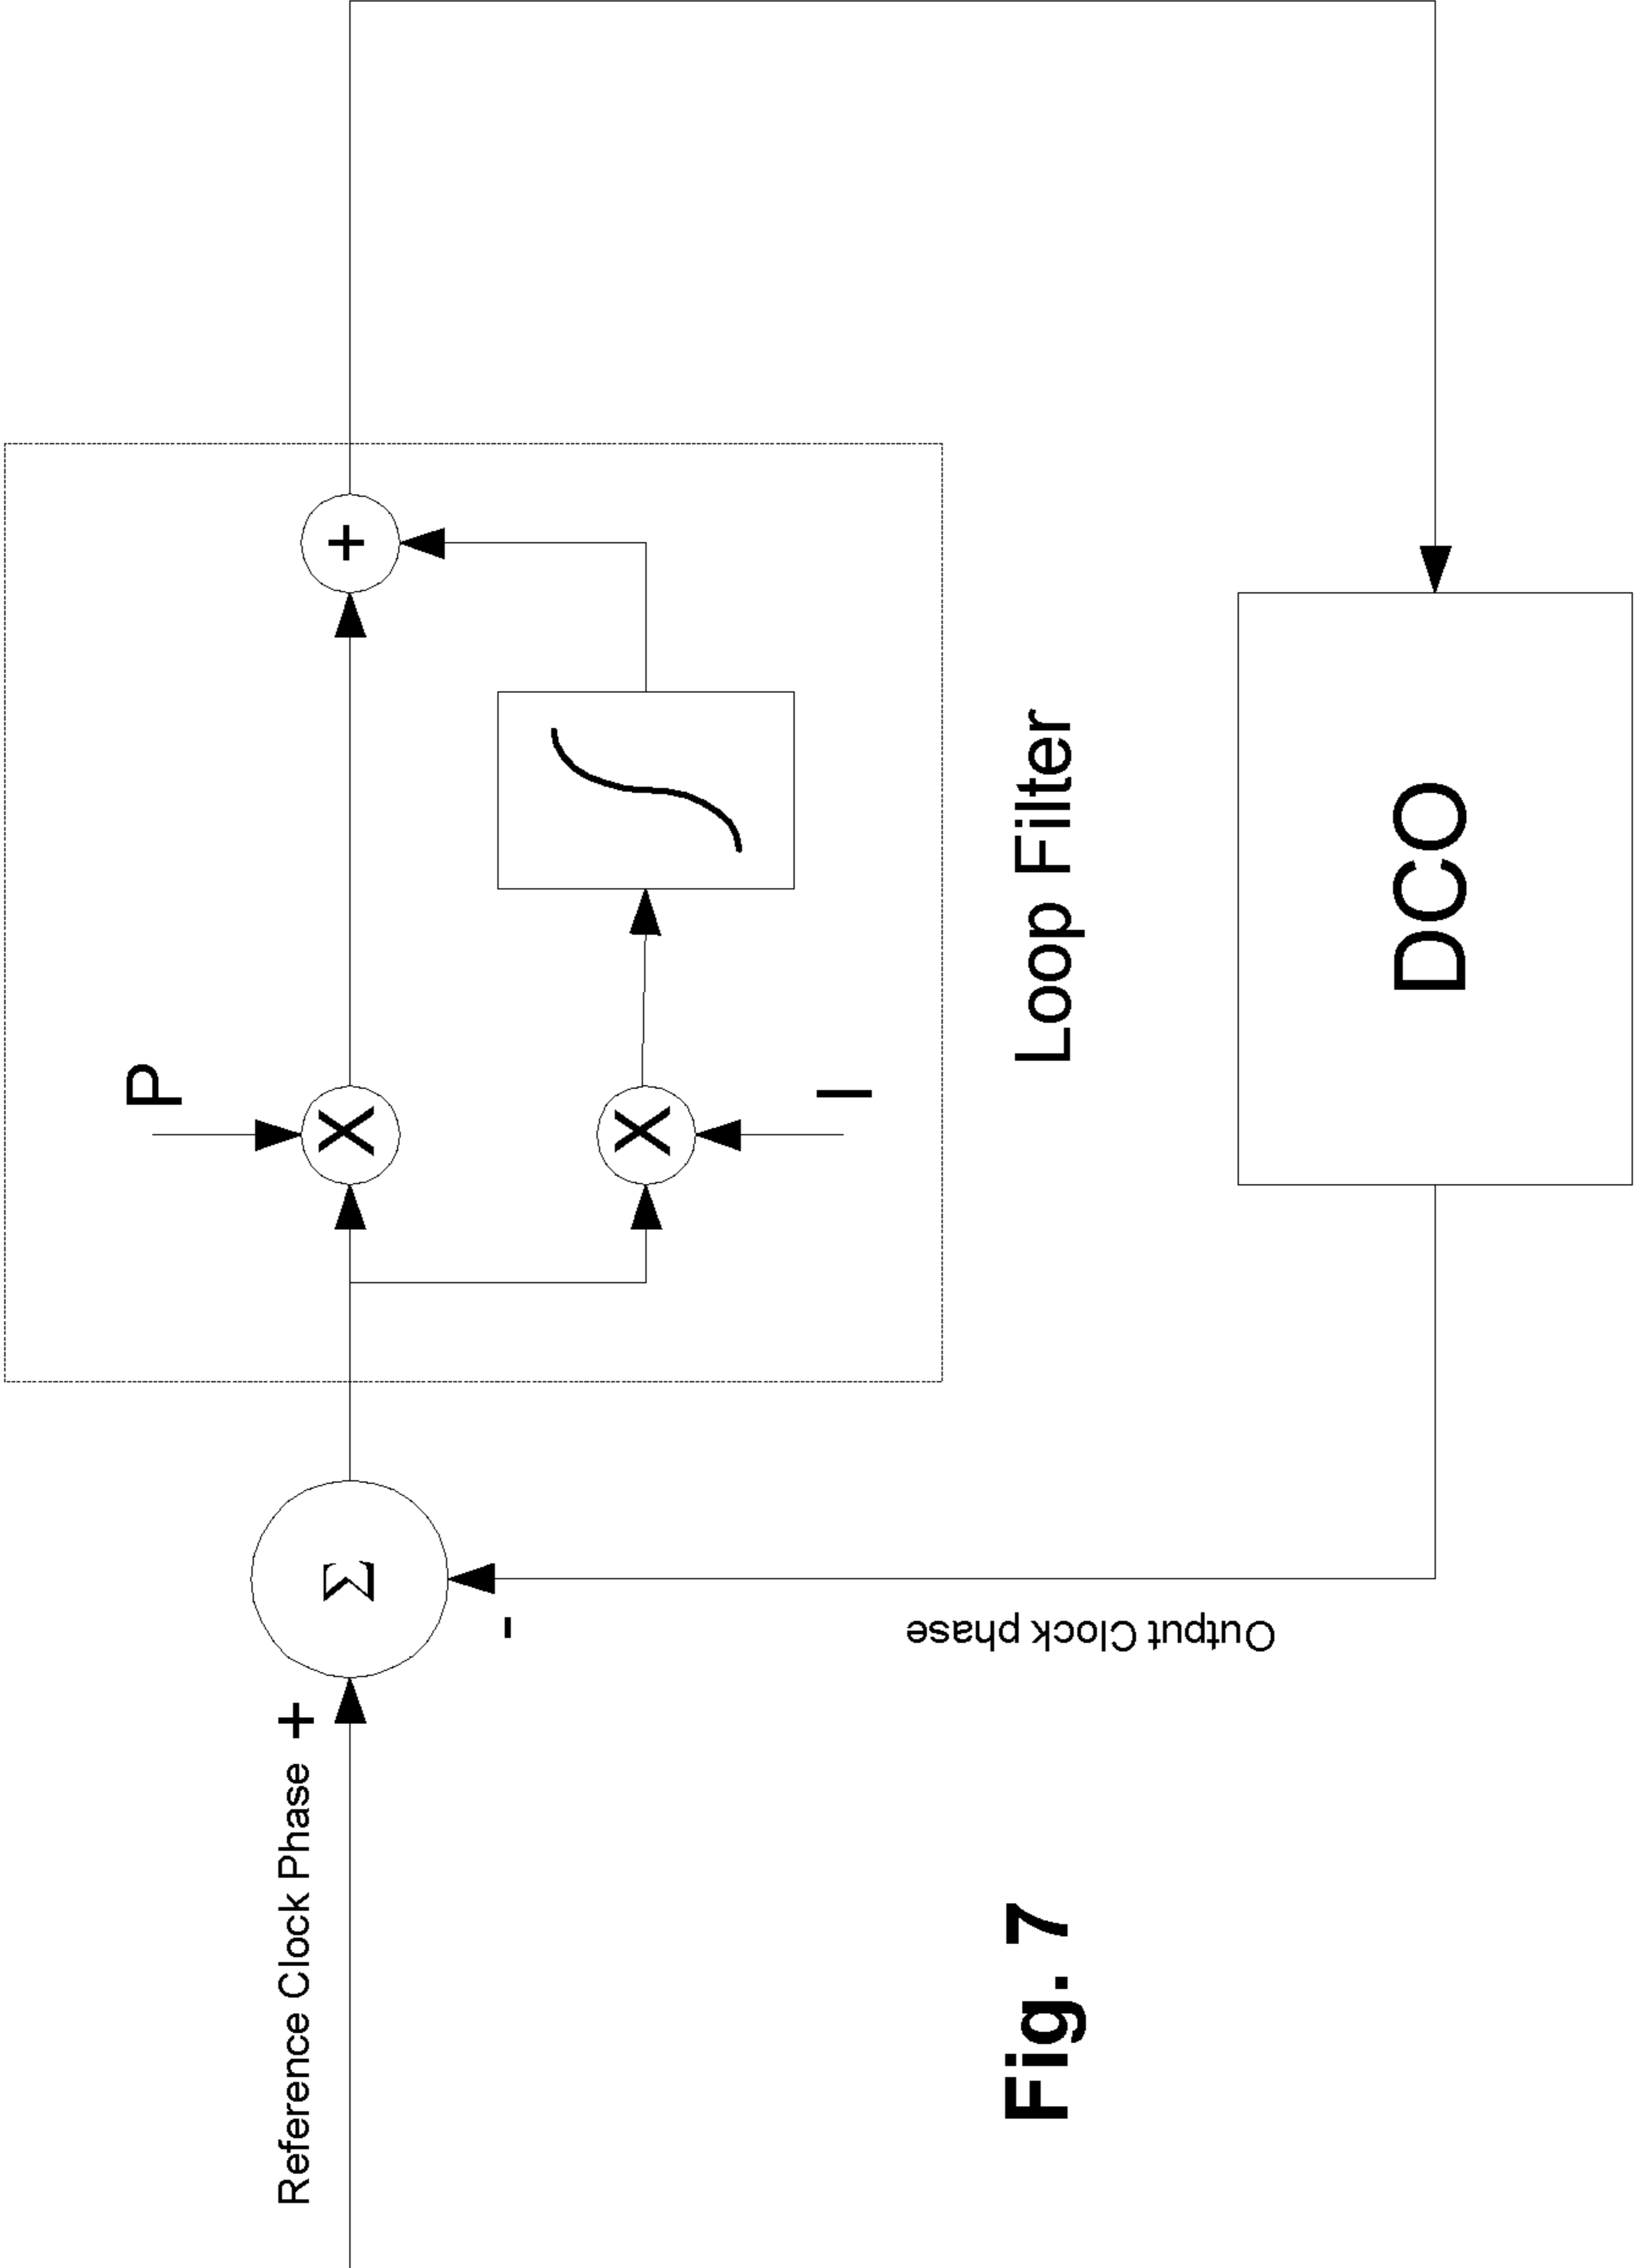 P
X
+
X
I
Loop Filter
Reference Clock Phase +
Σ
-
Output Clock phase
DCO
Fig. 7